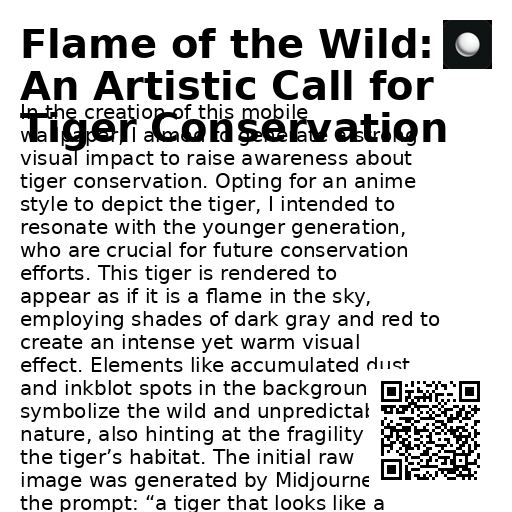 Flame of the Wild:
An Artistic Call for
Tiger Conservation
In the creation of this mobile
wallpaper, I aimed to generate a strong
visual impact to raise awareness about
tiger conservation. Opting for an anime
style to depict the tiger, I intended to
resonate with the younger generation,
who are crucial for future conservation
efforts. This tiger is rendered to
appear as if it is a flame in the sky,
employing shades of dark gray and red to
create an intense yet warm visual
effect. Elements like accumulated dust
and inkblot spots in the backgroun
symbolize the wild and unpredictab
nature, also hinting at the fragility
the tiger’s habitat. The initial raw
image was generated by Midjourne
the prompt: “a tiger that looks like a